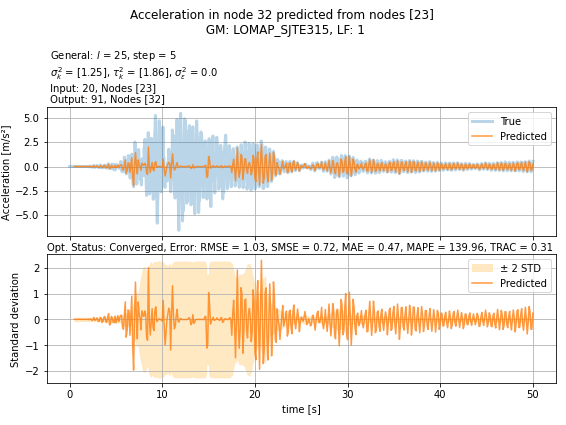 Acceleration in node 32 predicted from nodes [23]
GM: LOMAP_SJTE315, LF: 1
General: l = 25, step = 5
σ²ₖ = [1.25], τ²ₖ = [1.86], σ²ε = 0.0
Input: 20, Nodes [23]
Output: 91, Nodes [32]
Acceleration [m/s²]
5.0
2.5
0.0
−2.5
−5.0
True
Predicted
Opt. Status: Converged, Error: RMSE = 1.03, SMSE = 0.72, MAE = 0.47, MAPE = 139.96, TRAC = 0.31
Standard deviation
2
1
0
−1
−2
± 2 STD
Predicted
0 10 20 30 40 50
time [s]